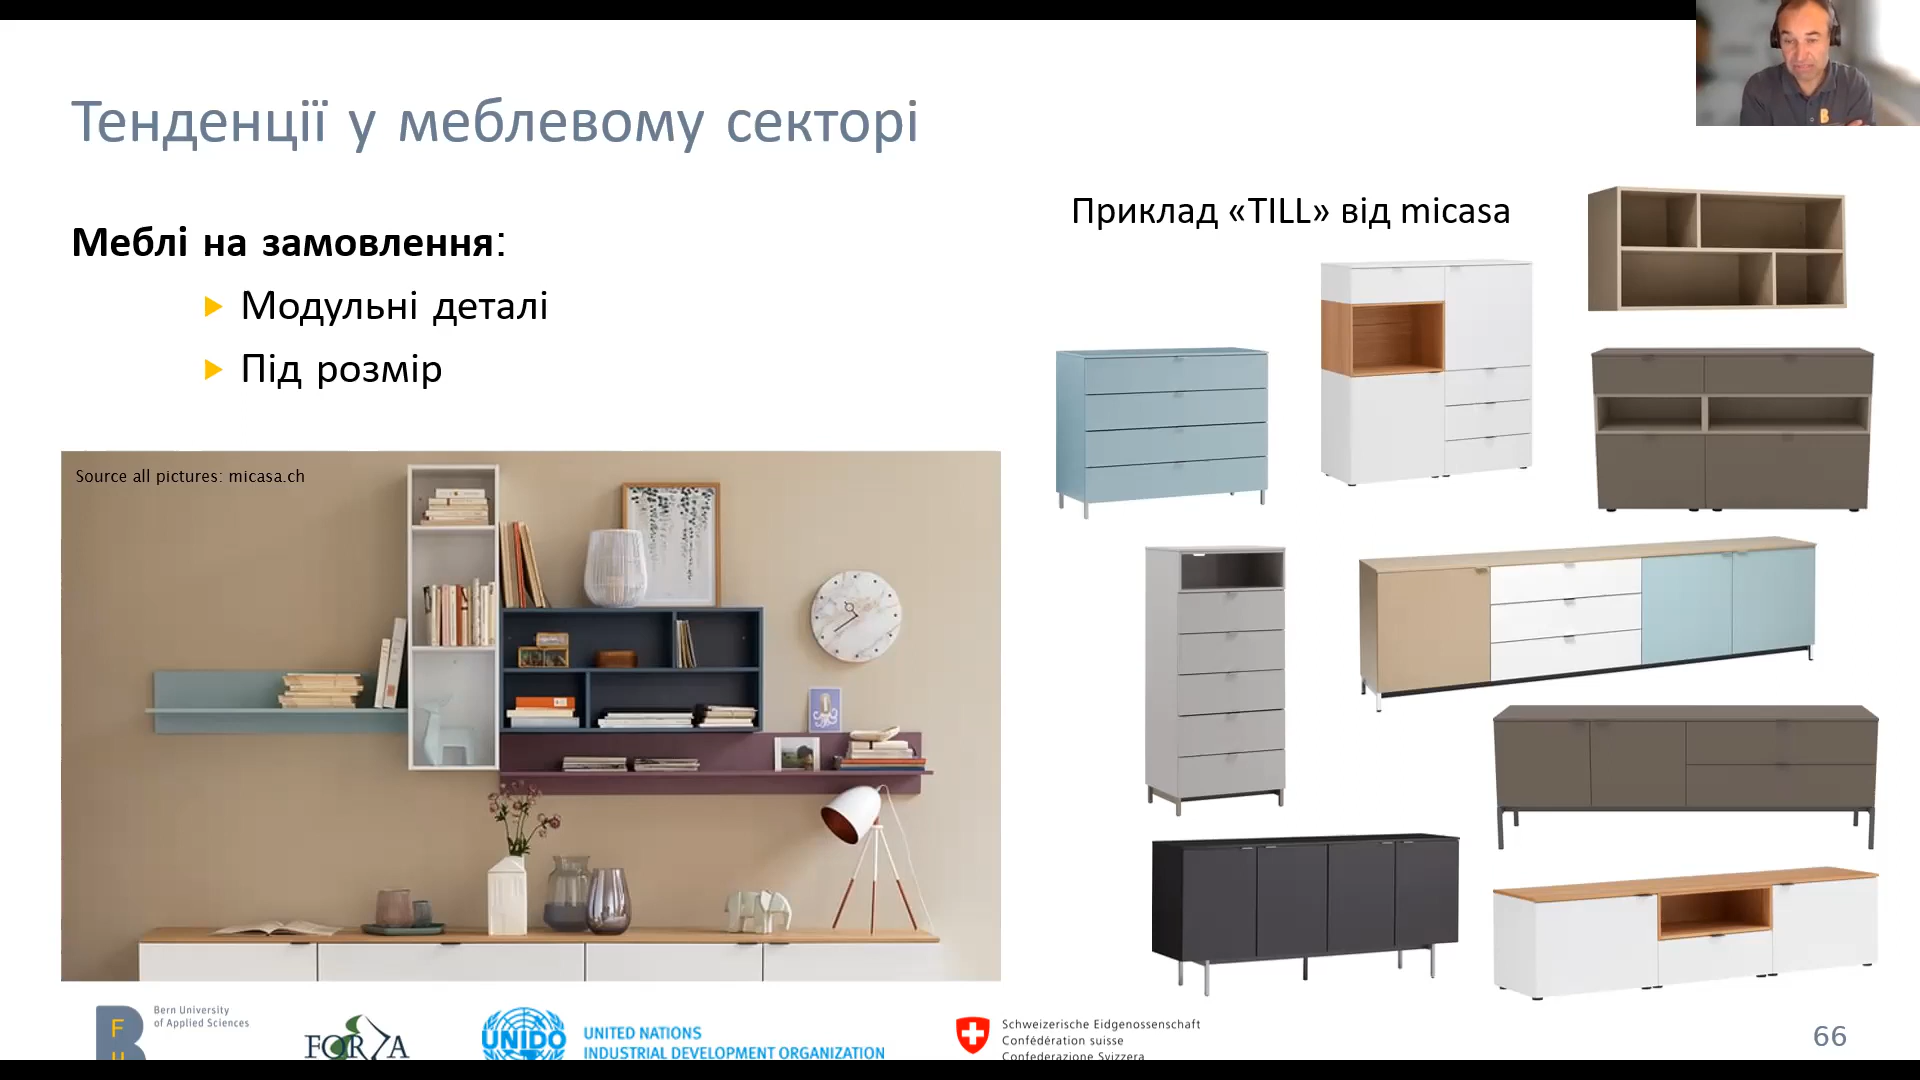 Тенденції у меблевому секторі
Меблі на замовлення:
Модульні деталі
Під розмір
Приклад «TILL» від micasa
Source all pictures: micasa.ch
B
F
Bern University
of Applied Sciences
FORZA
UNIDO
UNITED NATIONS
INDUSTRIAL DEVELOPMENT ORGANIZATION
Schweizerische Eidgenossenschaft
Confédération suisse
Confederazione Svizzera
66